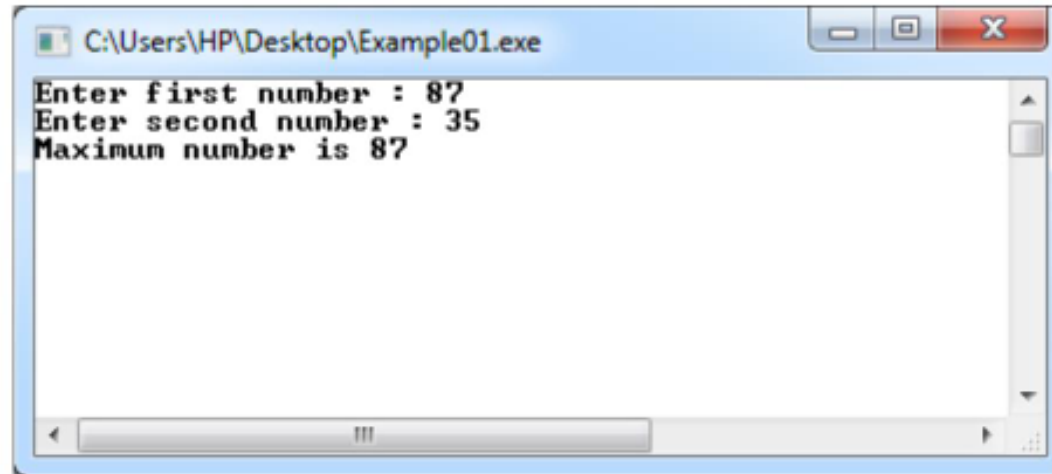 C:\Users\HP\Desktop\Example01.exe
Enter first number : 87
Enter second number : 35
Maximum number is 87